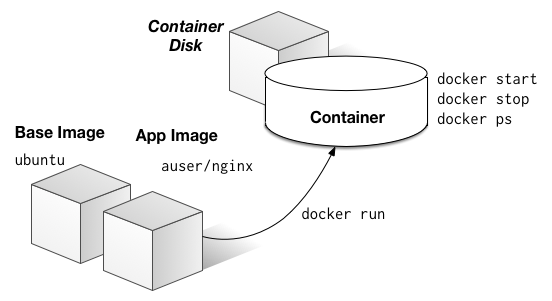 Container
Disk
docker start
docker stop
docker ps
Container
Base Image
ubuntu
App Image
auser/nginx
docker run